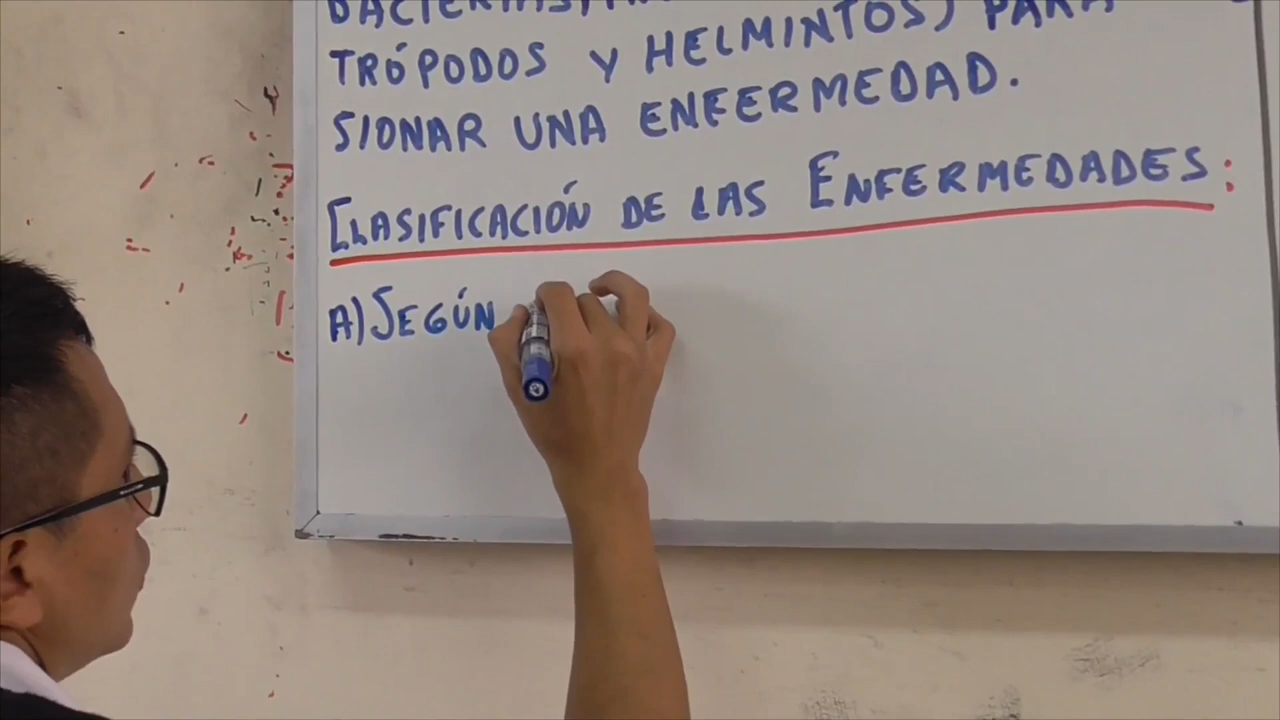 TRÓPODOS Y HELMINTOS) PARA
SIONAR UNA ENFERMEDAD.
CLASIFICACIÓN DE LAS ENFERMEDADES:
A) SEGÚN